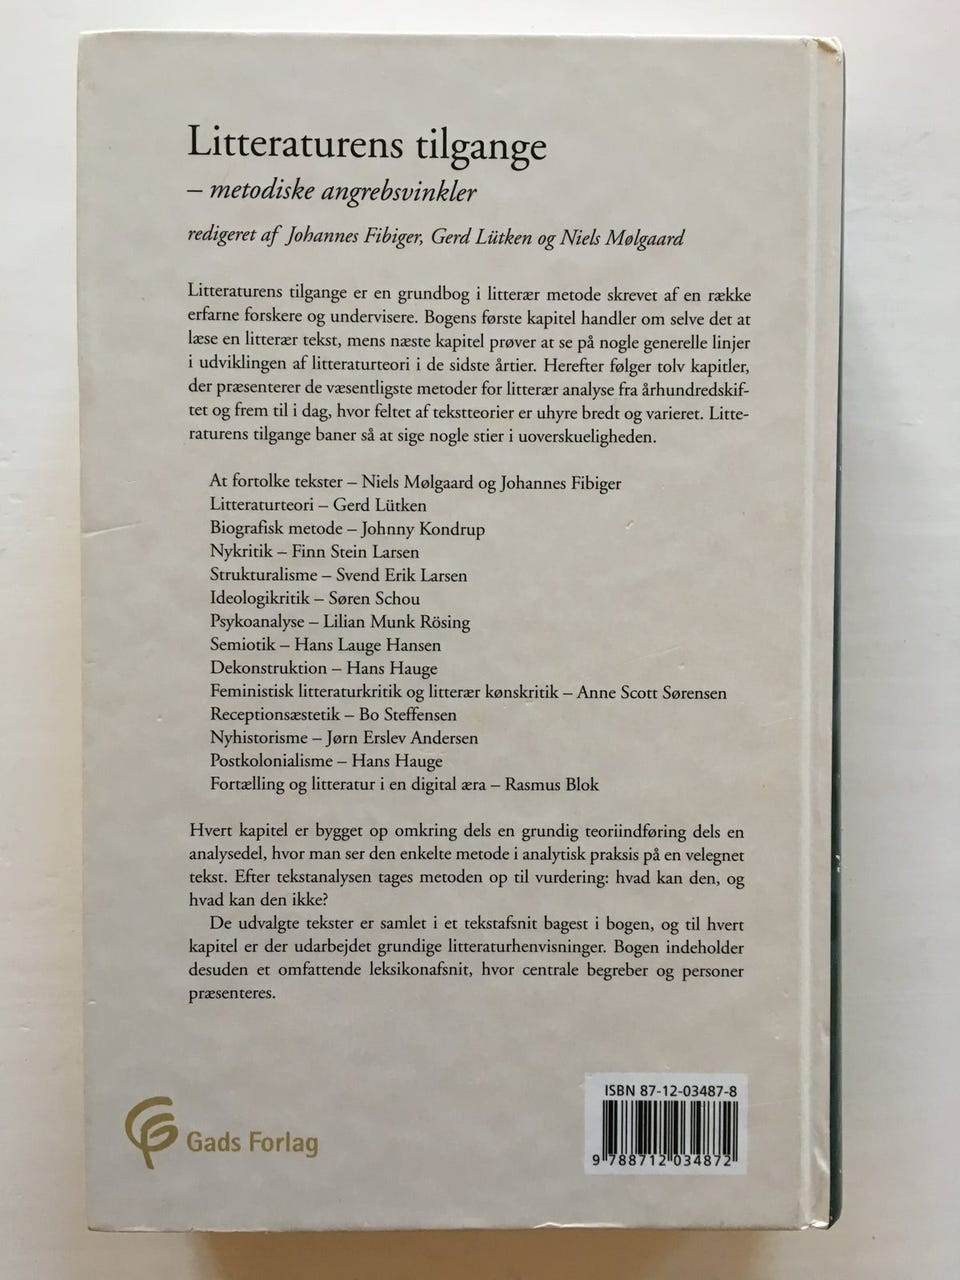 Litteraturens tilgange
– metodiske angrebsvinkler
redigeret af Johannes Fibiger, Gerd Lütken og Niels Mølgaard
Litteraturens tilgange er en grundbog i litterær metode skrevet af en række
erfarne forskere og undervisere. Bogens første kapitel handler om selve det at
læse en litterær tekst, mens næste kapitel prøver at se på nogle generelle linjer
i udviklingen af litteraturteori i de sidste årtier. Herefter følger tolv kapitler,
der præsenterer de væsentligste metoder for litterær analyse fra århundredskif-
tet og frem til i dag, hvor feltet af tekstteorier er uhyre bredt og varieret. Litte-
raturens tilgange baner så at sige nogle stier i uoverskueligheden.
At fortolke tekster – Niels Mølgaard og Johannes Fibiger
Litteraturteori – Gerd Lütken
Biografisk metode – Johnny Kondrup
Nykritik – Finn Stein Larsen
Strukturalisme – Svend Erik Larsen
Ideologikritik – Søren Schou
Psykoanalyse – Lilian Munk Rösing
Semiotik – Hans Lauge Hansen
Dekonstruktion – Hans Hauge
Feministisk litteraturkritik og litterær kønskritik – Anne Scott Sørensen
Receptionsæstetik – Bo Steffensen
Nyhistorisme – Jørn Erslev Andersen
Postkolonialisme – Hans Hauge
Fortælling og litteratur i en digital æra – Rasmus Blok
Hvert kapitel er bygget op omkring dels en grundig teoriindføring dels en
analysedel, hvor man ser den enkelte metode i analytisk praksis på en velegnet
tekst. Efter tekstanalysen tages metoden op til vurdering: hvad kan den, og
hvad kan den ikke?
De udvalgte tekster er samlet i et tekstafsnit bagest i bogen, og til hvert
kapitel er der udarbejdet grundige litteraturhenvisninger. Bogen indeholder
desuden et omfattende leksikonafsnit, hvor centrale begreber og personer
præsenteres.
ISBN 87-12-03487-8
9 788712 034872
Gads Forlag